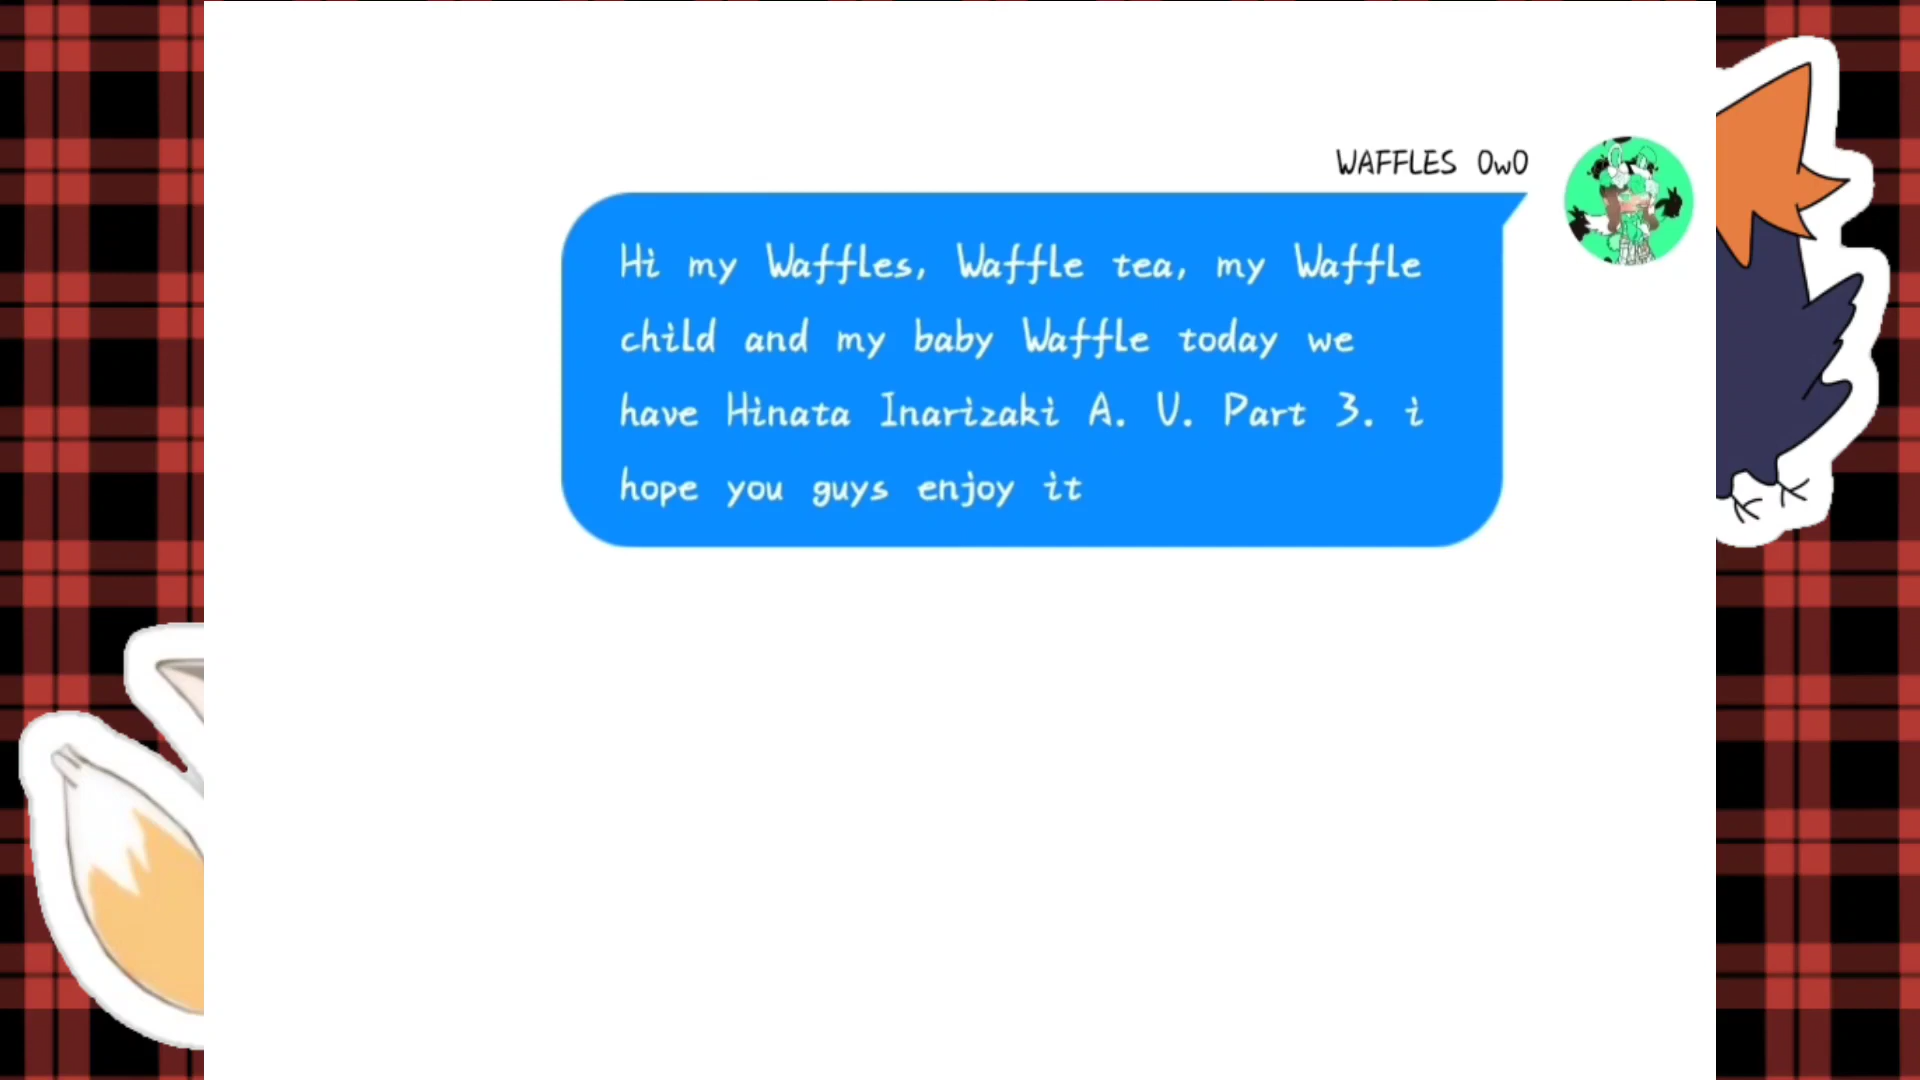 WAFFLES OwO
Hi my Waffles, Waffle tea, my Waffle
child and my baby Waffle today we
have Hinata Inarizaki A. U. Part 3. i
hope you guys enjoy it